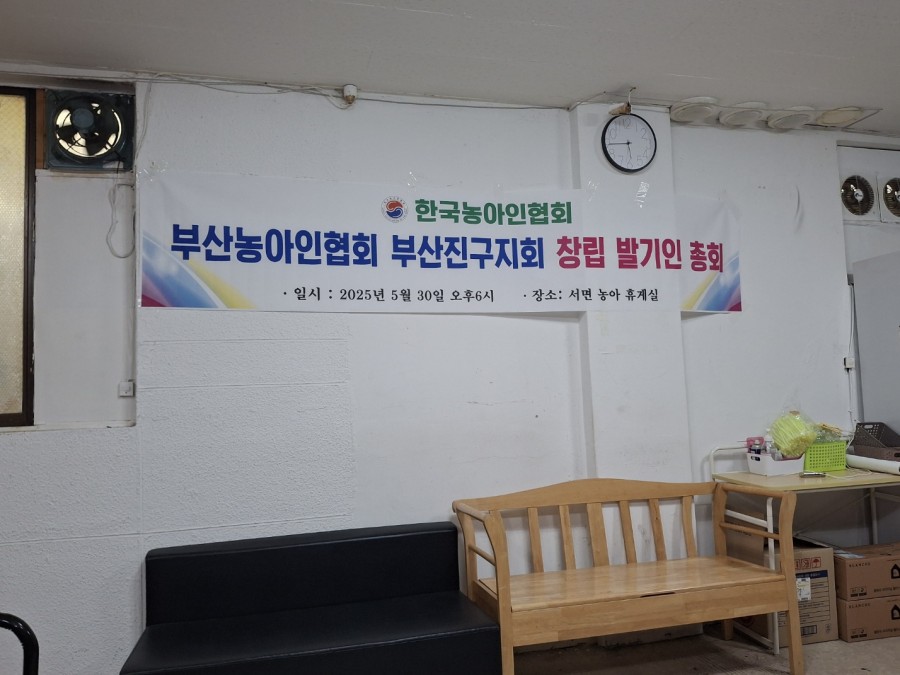 한국농아인협회
부산농아인협회 부산진구지회 창립 발기인 총회
· 일시 : 2025년 5월 30일 오후6시 · 장소: 서면 농아 휴게실